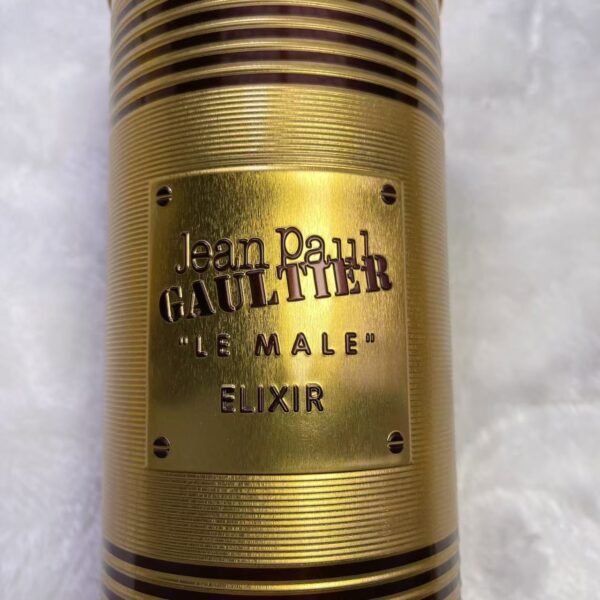 Jean Paul
GAULTIER
"LE MALE"
ELIXIR